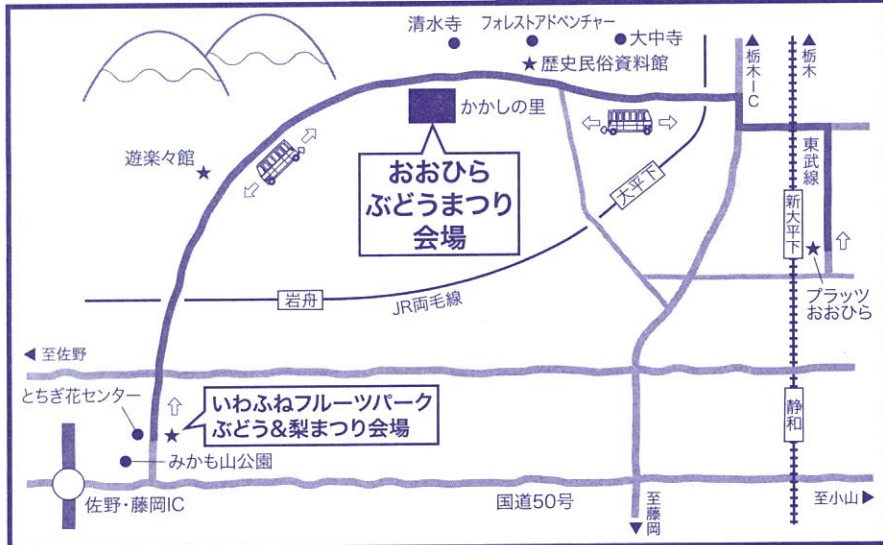 清水寺
フォレストアドベンチャー
大中寺
★歴史民俗資料館
▲栃木IC
▲栃木
かかしの里
遊楽々館
おおひら
ぶどうまつり
会場
大平下
東武線
新大平下
プラッツ
おおひら
岩舟
JR両毛線
◀至佐野
とちぎ花センター
いわふねフルーツパーク
ぶどう&梨まつり会場
静和
みかも山公園
佐野・藤岡IC
国道50号
至藤岡▼
至小山▶